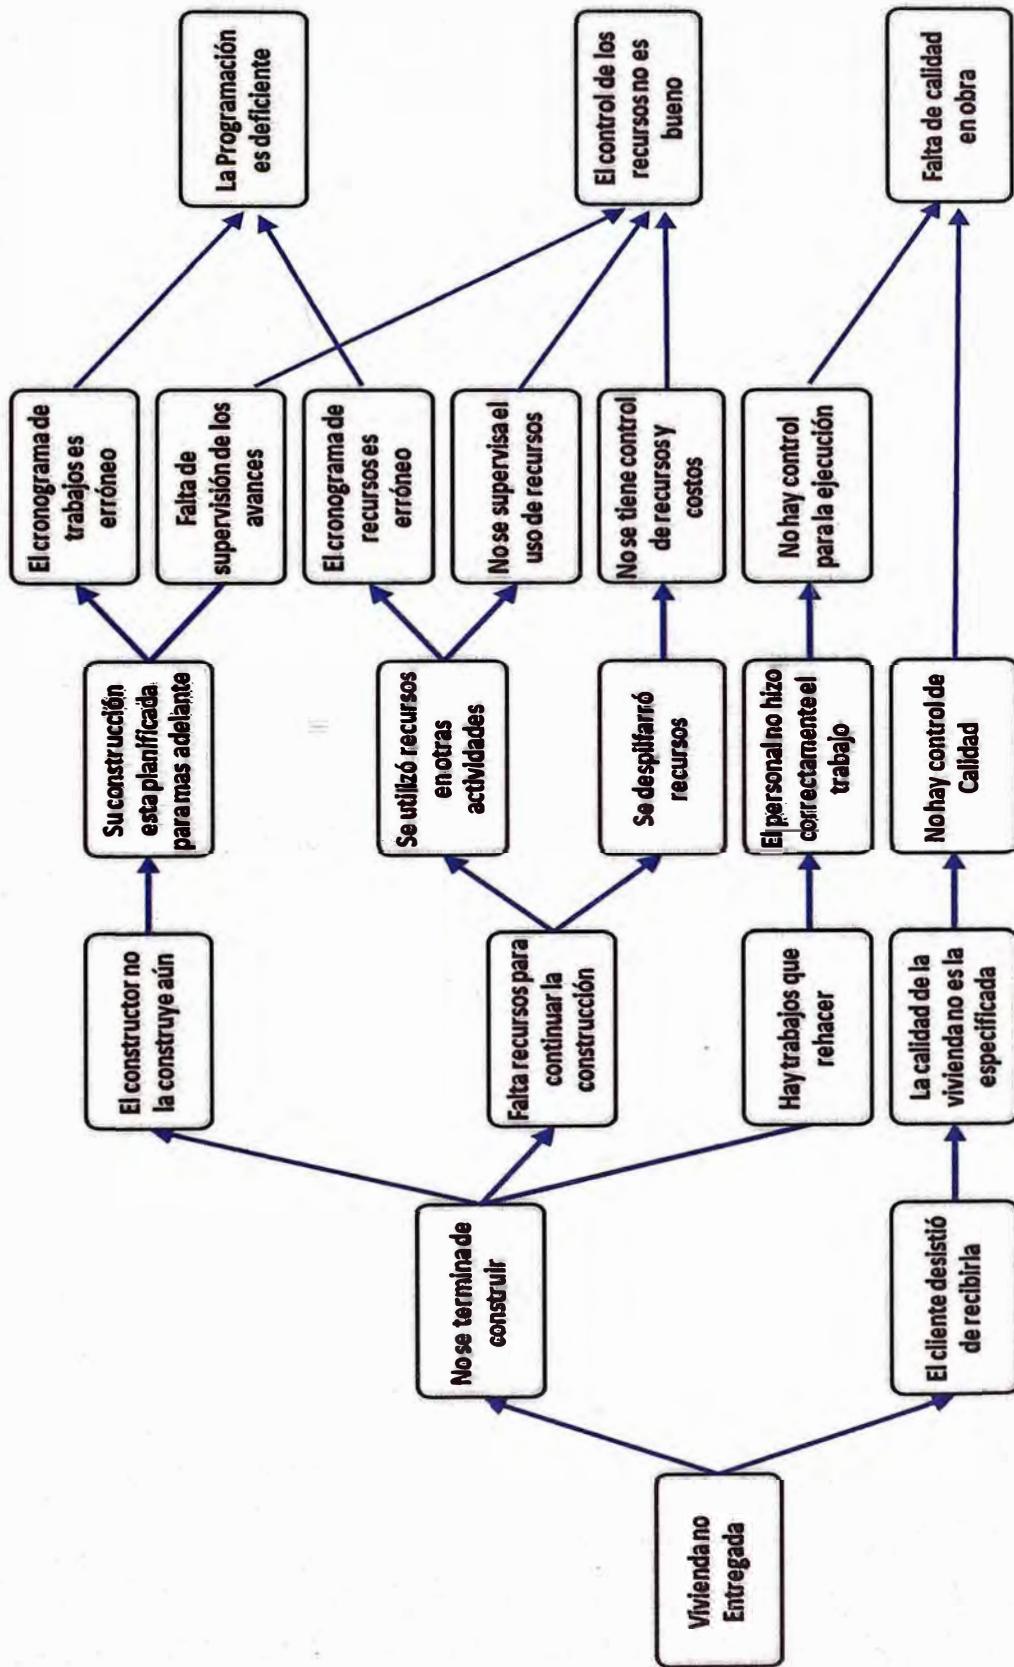 Vivienda no
Entregada
No se termina de
construir
El cliente desistió
de recibirla
El constructor no
la construye aún
Falta recursos para
continuar la
construcción
Hay trabajos que
rehacer
La calidad de la
vivienda no es la
especificada
Su construcción
esta planificada
para mas adelante
Se utilizó recursos
en otras
actividades
Se despilfarró
recursos
El personal no hizo
correctamente el
trabajo
No hay control de
Calidad
El cronograma de
trabajos es
erróneo
Falta de
supervisión de los
avances
El cronograma de
recursos es
erróneo
No se supervisa el
uso de recursos
No se tiene control
de recursos y
costos
No hay control
para la ejecución
La Programación
es deficiente
El control de los
recursos no es
bueno
Falta de calidad
en obra